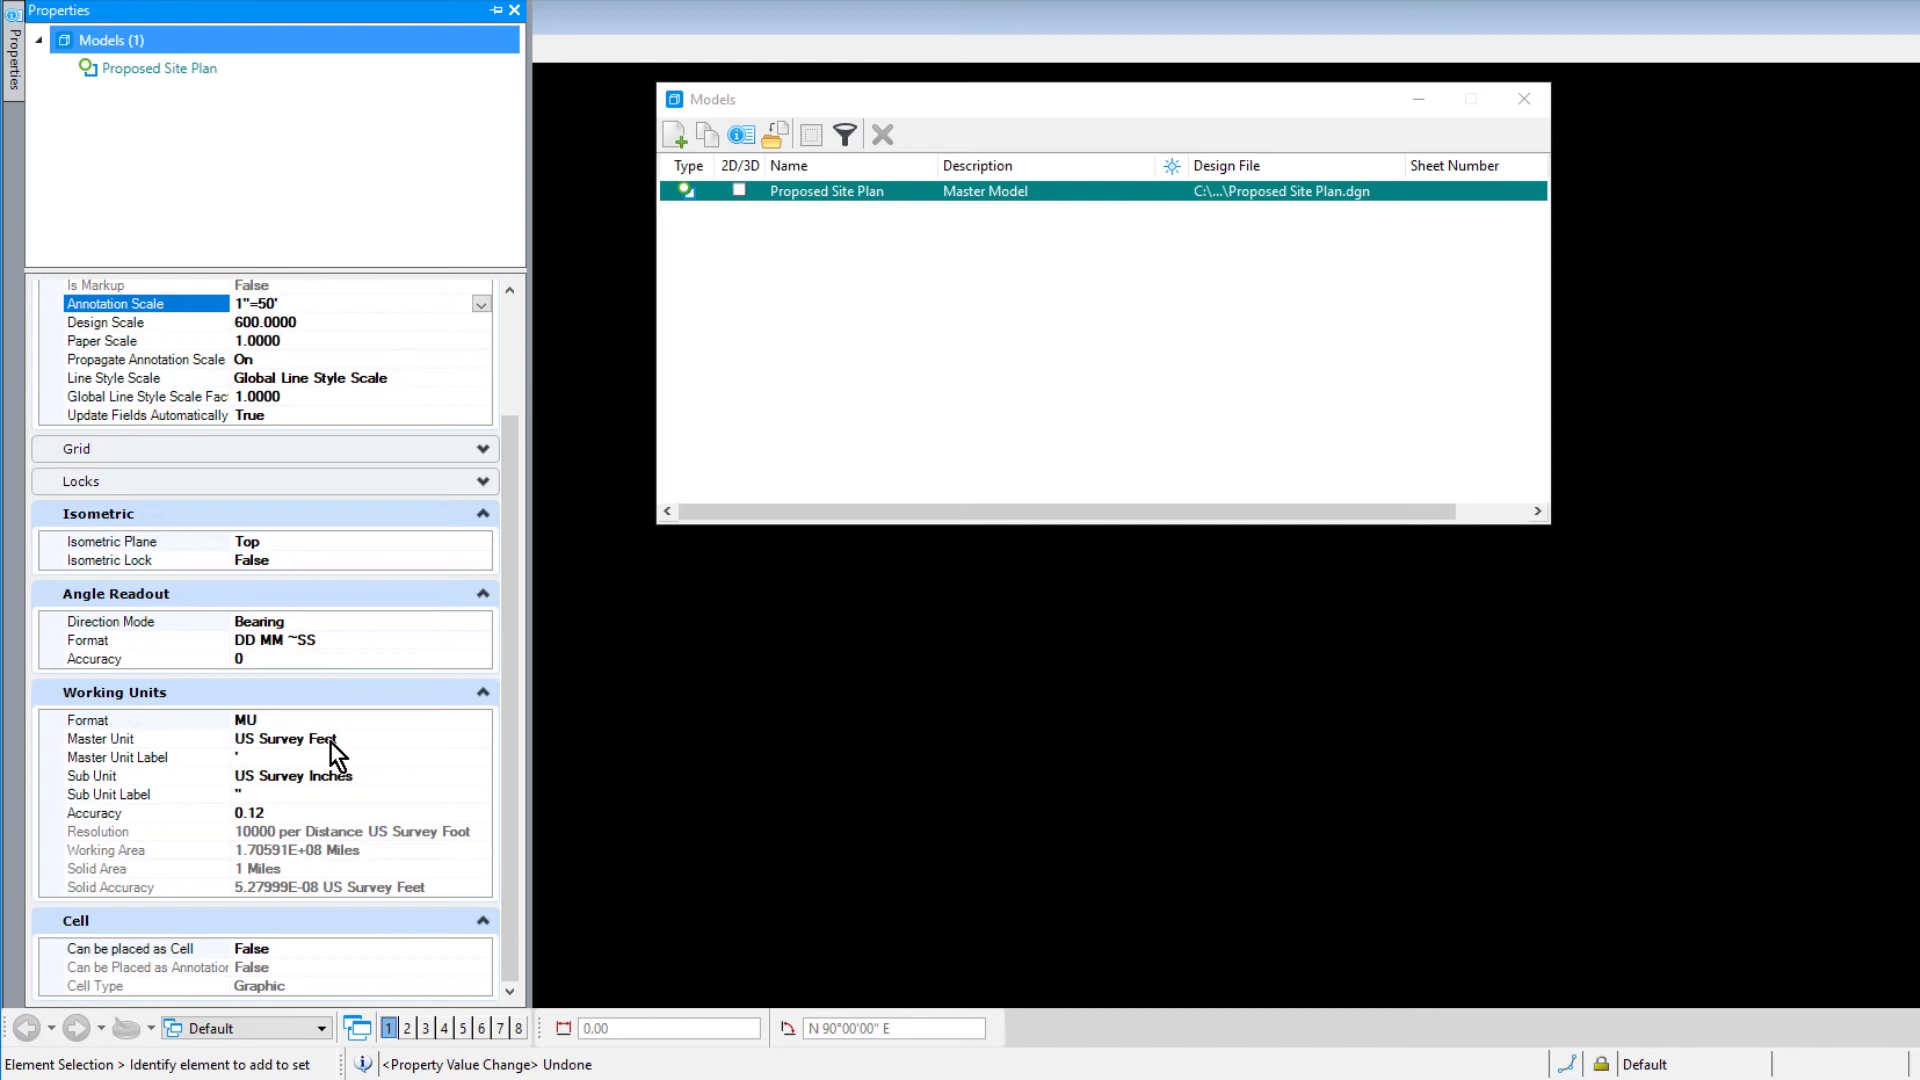 Properties
Properties
Models (1)
Proposed Site Plan
Is Markup False
Annotation Scale 1"=50'
Design Scale 600.0000
Paper Scale 1.0000
Propagate Annotation Scale On
Line Style Scale Global Line Style Scale
Global Line Style Scale Fac 1.0000
Update Fields Automatically True
Grid
Locks
Isometric
Isometric Plane Top
Isometric Lock False
Angle Readout
Direction Mode Bearing
Format DD MM ~SS
Accuracy 0
Working Units
Format MU
Master Unit US Survey Feet
Master Unit Label '
Sub Unit US Survey Inches
Sub Unit Label "
Accuracy 0.12
Resolution 10000 per Distance US Survey Foot
Working Area 1.70591E+08 Miles
Solid Area 1 Miles
Solid Accuracy 5.27999E-08 US Survey Feet
Cell
Can be placed as Cell False
Can be Placed as Annotation False
Cell Type Graphic
Models
Type 2D/3D Name Description Design File Sheet Number
Proposed Site Plan Master Model C:\...\Proposed Site Plan.dgn
Default 1 2 3 4 5 6 7 8 0.00 N 90°00'00" E
Element Selection > Identify element to add to set <Property Value Change> Undone Default